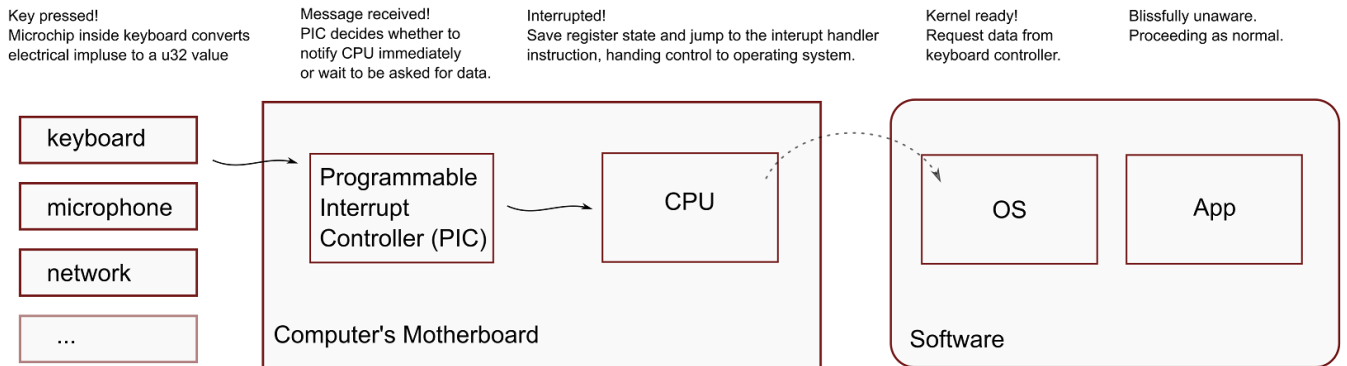 Key pressed!
Microchip inside keyboard converts
electrical impluse to a u32 value
Message received!
PIC decides whether to
notify CPU immediately
or wait to be asked for data.
Interrupted!
Save register state and jump to the interupt handler
instruction, handing control to operating system.
Kernel ready!
Request data from
keyboard controller.
Blissfully unaware.
Proceeding as normal.
keyboard
microphone
network
...
Programmable
Interrupt
Controller (PIC)
CPU
Computer's Motherboard
OS
App
Software